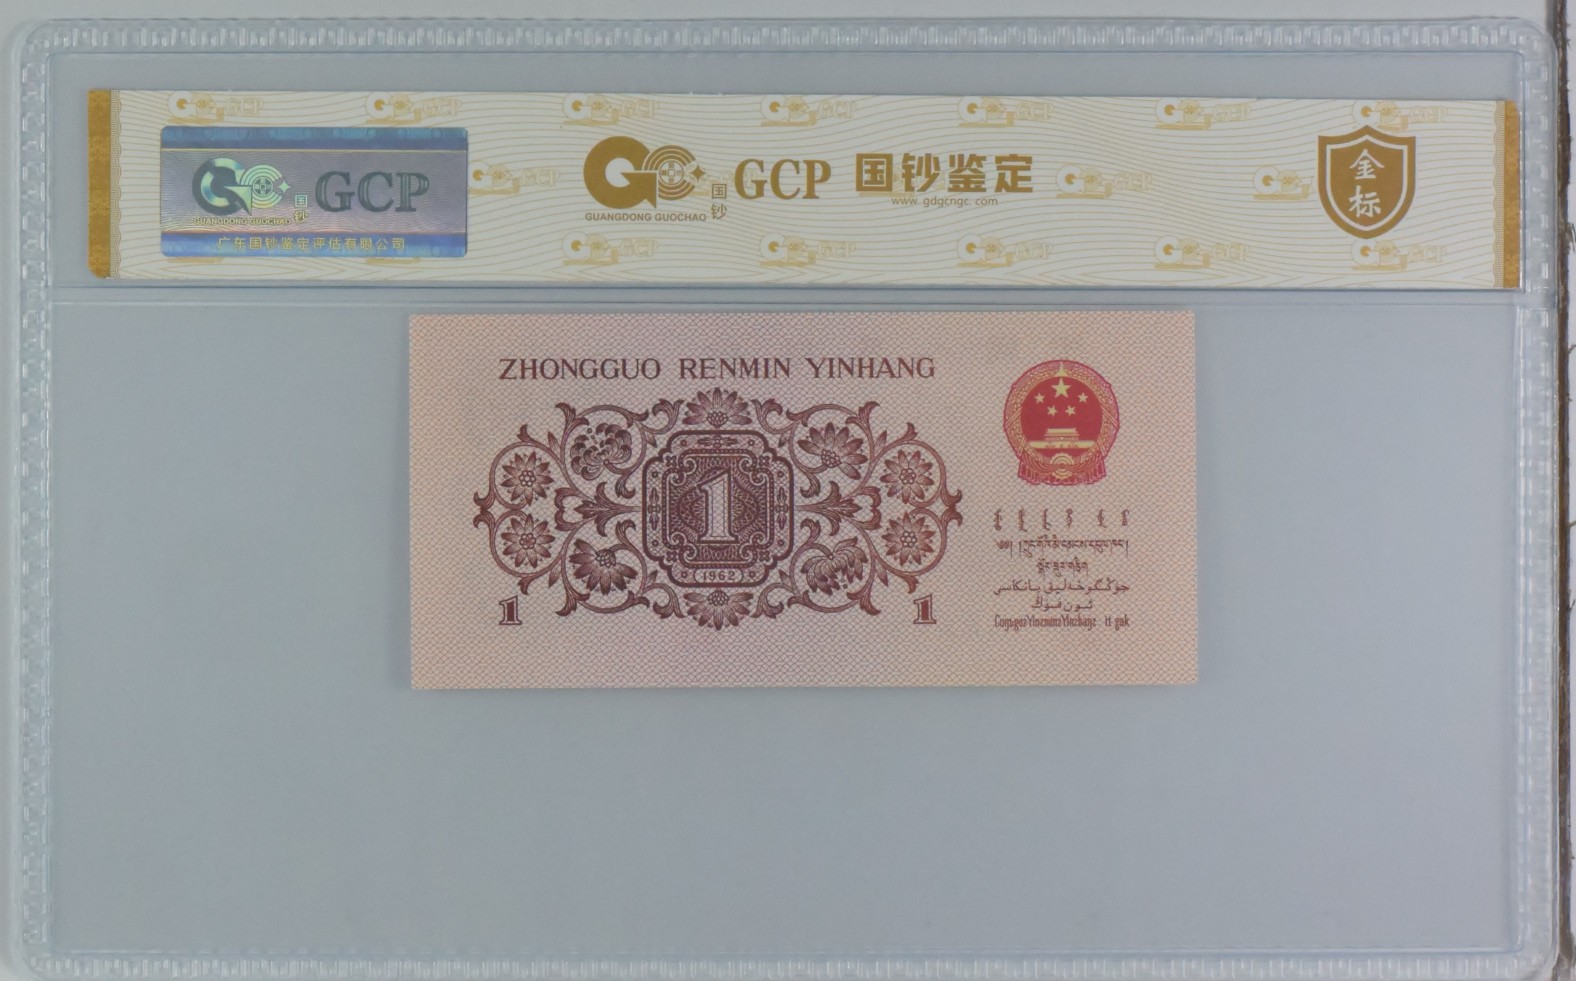 GCP
国钞
GUANGDONG GUOCHAO
广东国钞鉴定评估有限公司
国钞
GCP 国钞鉴定
GUANGDONG GUOCHAO
www.gdgcngc.com
金标
ZHONGGUO RENMIN YINHANG
1
(1962)
1 1
جۇڭگوخەلىق بانكاسى